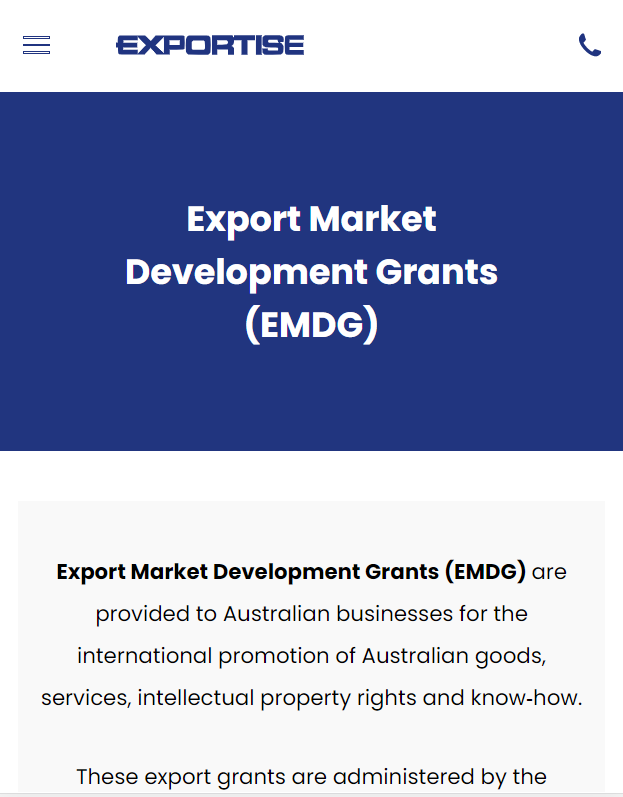 EXPORTISE
Export Market
Development Grants
(EMDG)
Export Market Development Grants (EMDG) are
provided to Australian businesses for the
international promotion of Australian goods,
services, intellectual property rights and know-how.
These export grants are administered by the